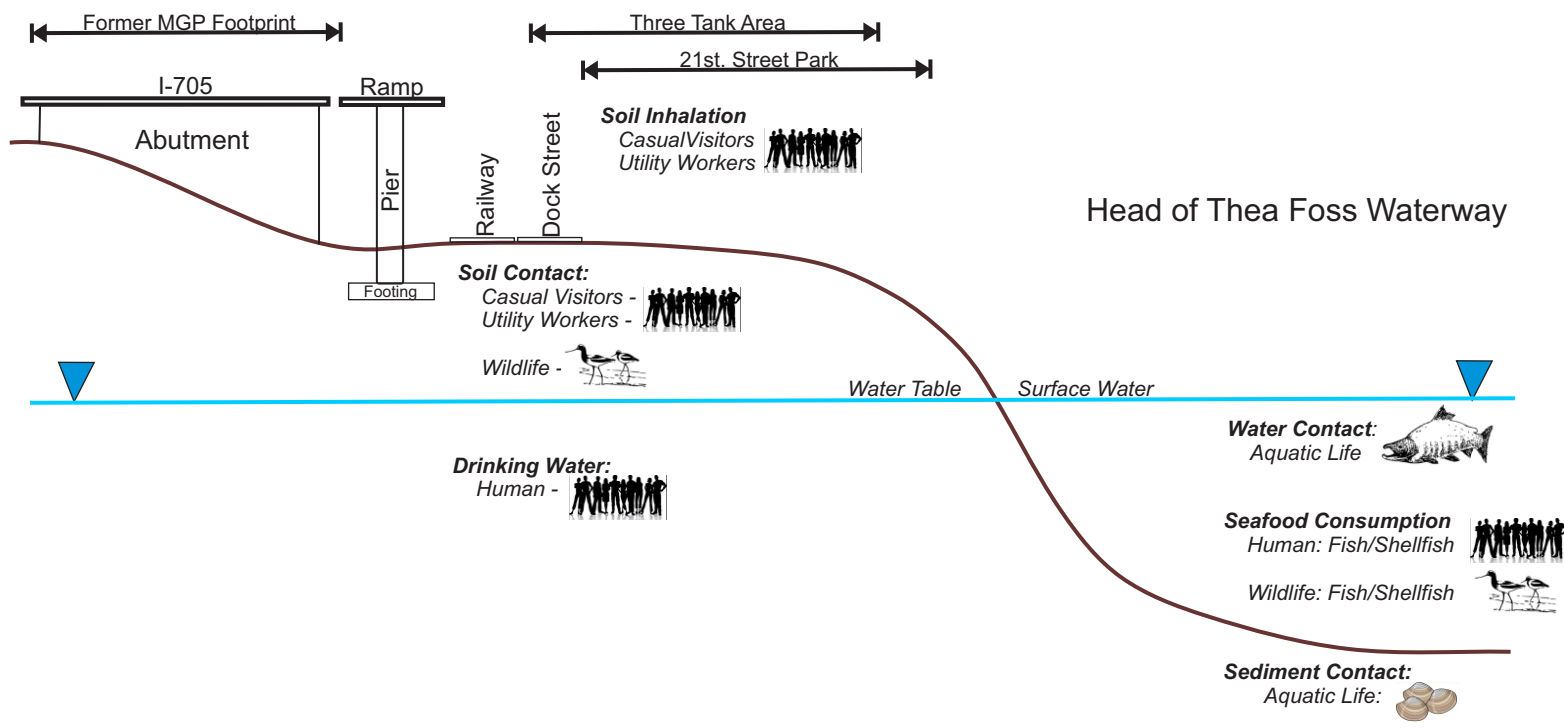 Former MGP Footprint
Three Tank Area
21st. Street Park
I-705
Ramp
Abutment
Pier
Footing
Railway
Dock Street
Soil Inhalation
CasualVisitors
Utility Workers
Head of Thea Foss Waterway
Soil Contact:
Casual Visitors -
Utility Workers -
Wildlife -
Water Table
Surface Water
Drinking Water:
Human -
Water Contact:
Aquatic Life
Seafood Consumption
Human: Fish/Shellfish
Wildlife: Fish/Shellfish
Sediment Contact:
Aquatic Life: